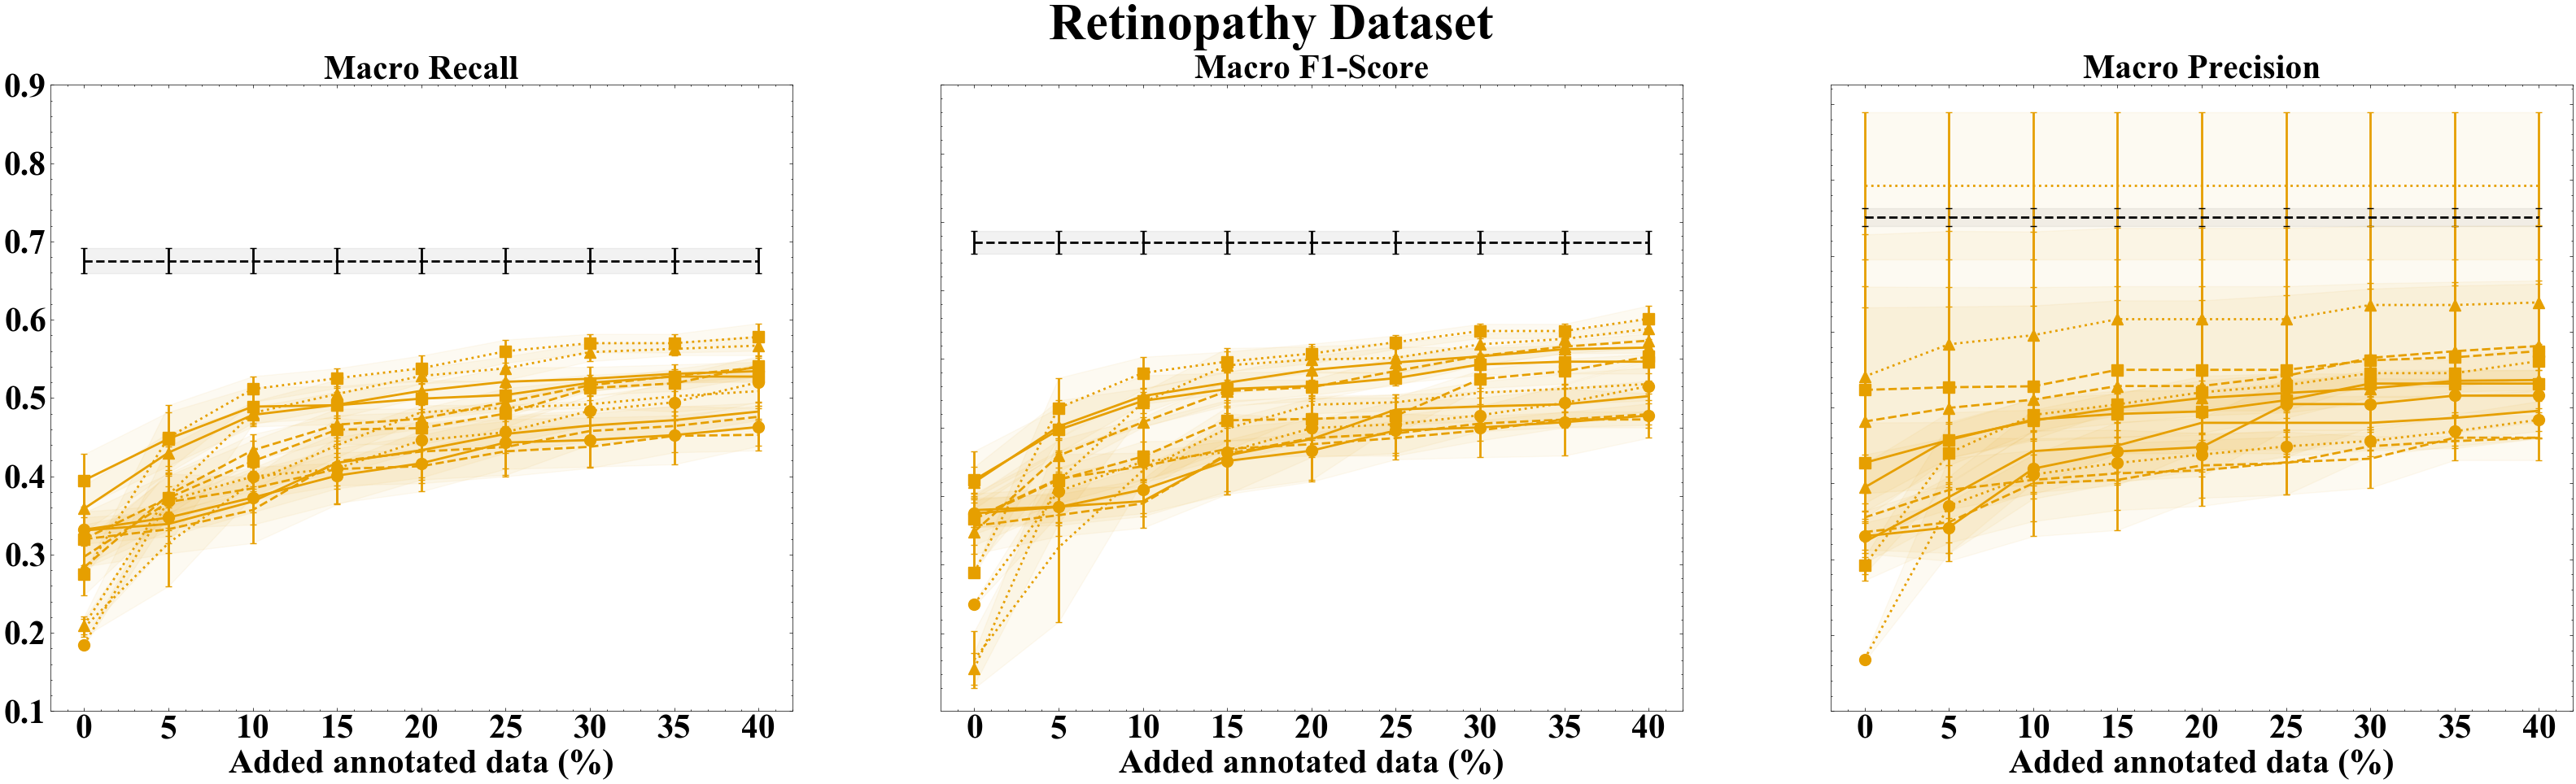 Retinopathy Dataset
Macro Recall
Macro F1-Score
Macro Precision
0.9
0.8
0.7
0.6
0.5
0.4
0.3
0.2
0.1
0 5 10 15 20 25 30 35 40
0 5 10 15 20 25 30 35 40
0 5 10 15 20 25 30 35 40
Added annotated data (%)
Added annotated data (%)
Added annotated data (%)